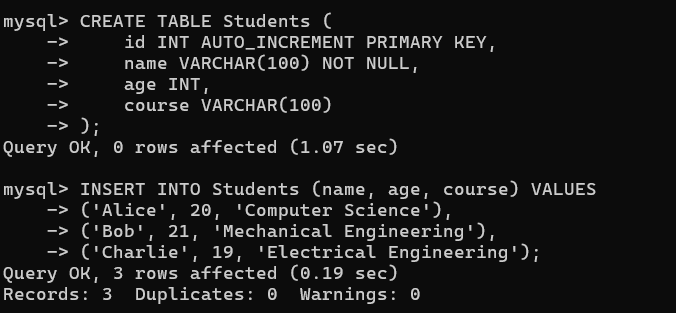 mysql> CREATE TABLE Students (
    ->     id INT AUTO_INCREMENT PRIMARY KEY,
    ->     name VARCHAR(100) NOT NULL,
    ->     age INT,
    ->     course VARCHAR(100)
    -> );
Query OK, 0 rows affected (1.07 sec)

mysql> INSERT INTO Students (name, age, course) VALUES
    -> ('Alice', 20, 'Computer Science'),
    -> ('Bob', 21, 'Mechanical Engineering'),
    -> ('Charlie', 19, 'Electrical Engineering');
Query OK, 3 rows affected (0.19 sec)
Records: 3  Duplicates: 0  Warnings: 0